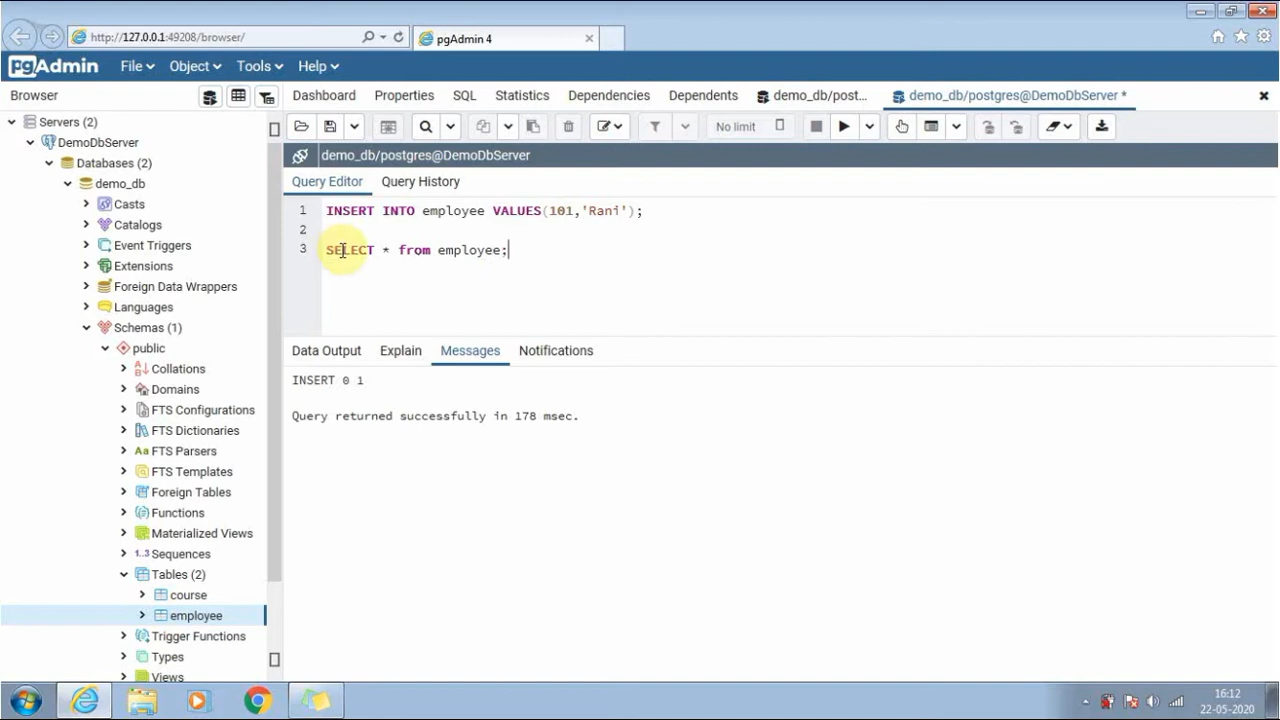 http://127.0.0.1:49208/browser/
pgAdmin 4
pgAdmin
File Object Tools Help
Browser
Dashboard Properties SQL Statistics Dependencies Dependents demo_db/post... demo_db/postgres@DemoDbServer *
Servers (2)
No limit
DemoDbServer
demo_db/postgres@DemoDbServer
Databases (2)
demo_db
Query Editor Query History
Casts
1 INSERT INTO employee VALUES(101,'Rani');
Catalogs
2
Event Triggers
3 SELECT * from employee;
Extensions
Foreign Data Wrappers
Languages
Schemas (1)
public
Data Output Explain Messages Notifications
Collations
INSERT 0 1
Domains
FTS Configurations
Query returned successfully in 178 msec.
FTS Dictionaries
Aa FTS Parsers
FTS Templates
Foreign Tables
Functions
Materialized Views
1..3 Sequences
Tables (2)
course
employee
Trigger Functions
Types
Views
16:12
22-05-2020